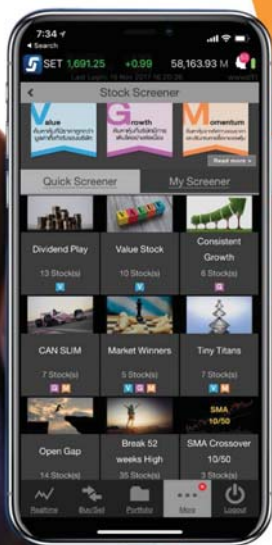 7:34
Search
SET 1,691.25 +0.99 58,163.93 M
Stock Screener
Value
Growth
Momentum
Read more »
Quick Screener My Screener
Dividend Play Value Stock Consistent Growth
13 Stock(s) 10 Stock(s) 6 Stock(s)
V V G
CAN SLIM Market Winners Tiny Titans
7 Stock(s) 5 Stock(s) 7 Stock(s)
G M V G M V M
SMA
10/50
Open Gap Break 52 weeks High SMA Crossover 10/50
14 Stock(s) 35 Stock(s) 3 Stock(s)
Realtime Buy/Sell Portfolio More Logout